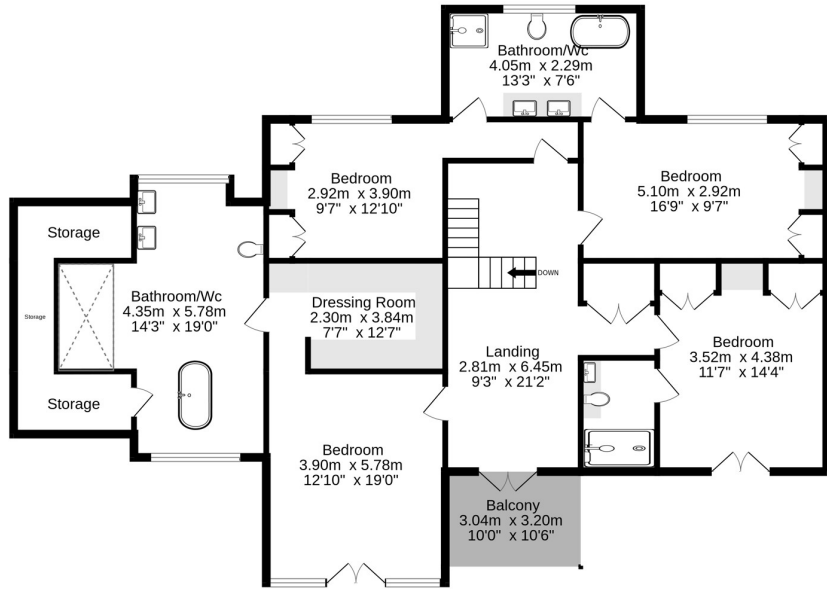 Bathroom/Wc
4.05m x 2.29m
13'3" x 7'6"
Bedroom
2.92m x 3.90m
9'7" x 12'10"
Bedroom
5.10m x 2.92m
16'9" x 9'7"
Storage
Storage
Storage
Bathroom/Wc
4.35m x 5.78m
14'3" x 19'0"
DOWN
Dressing Room
2.30m x 3.84m
7'7" x 12'7"
Landing
2.81m x 6.45m
9'3" x 21'2"
Bedroom
3.52m x 4.38m
11'7" x 14'4"
Bedroom
3.90m x 5.78m
12'10" x 19'0"
Balcony
3.04m x 3.20m
10'0" x 10'6"